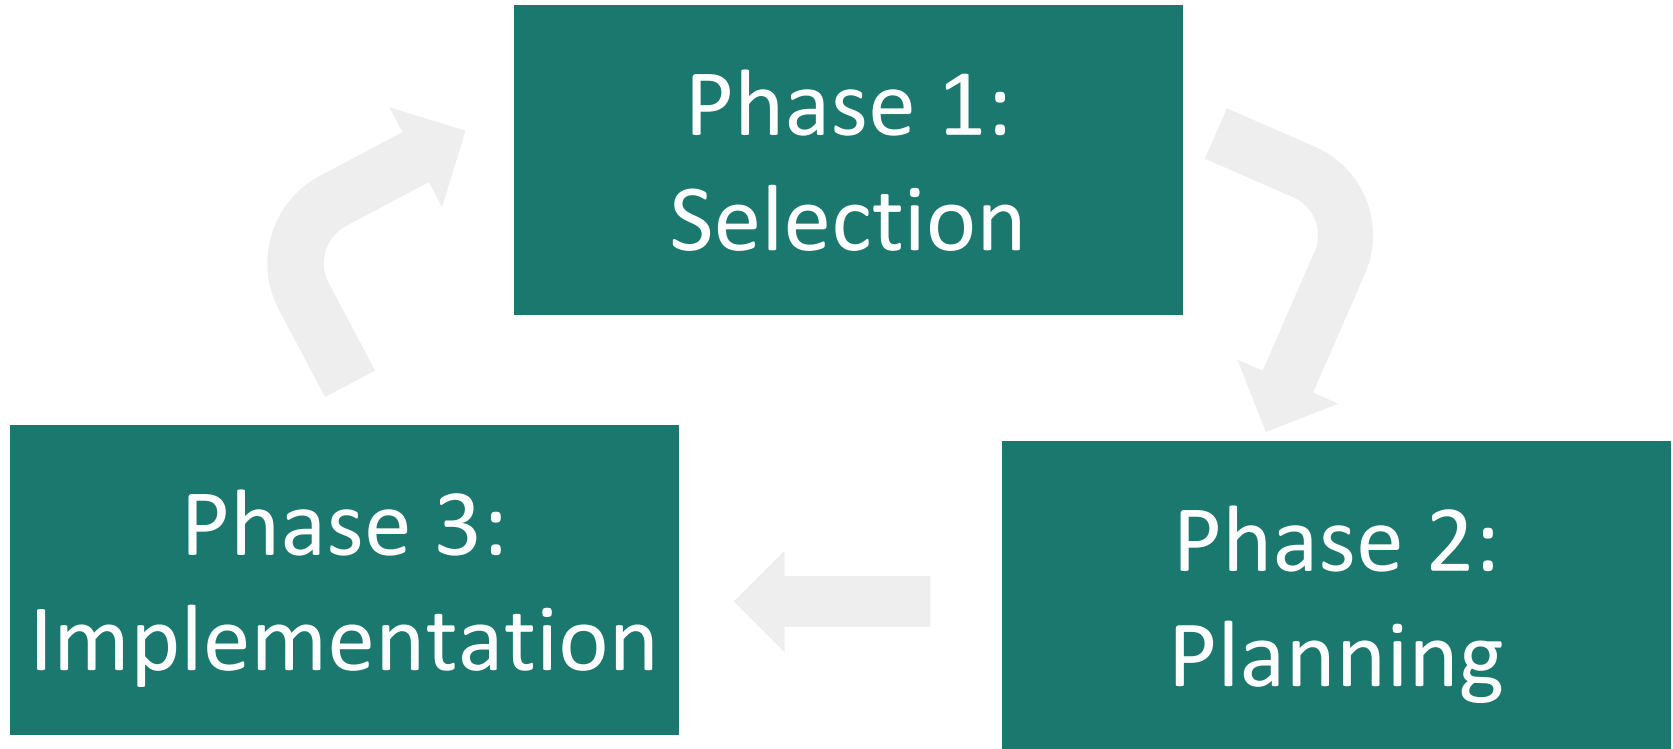 Phase 1:
Selection
Phase 2:
Planning
Phase 3:
Implementation